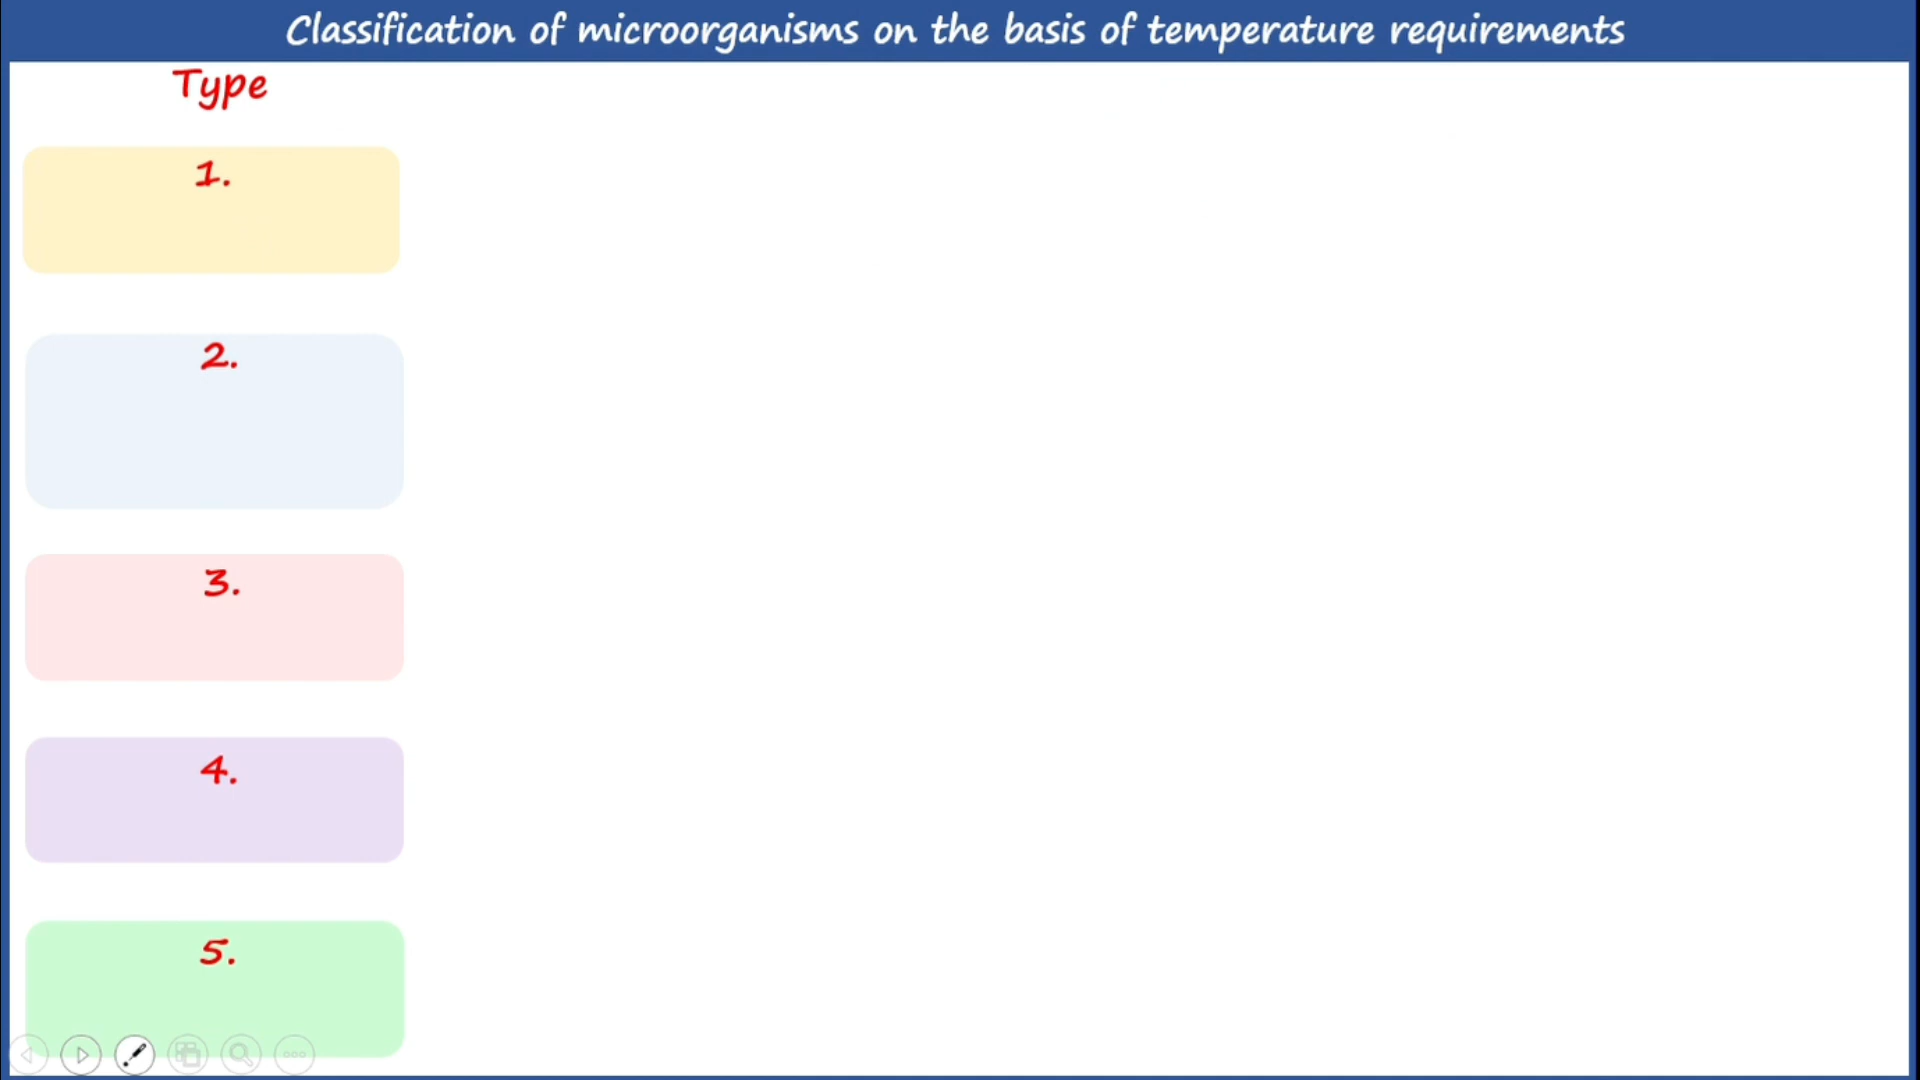 Classification of microorganisms on the basis of temperature requirements
Type
1.
2.
3.
4.
5.